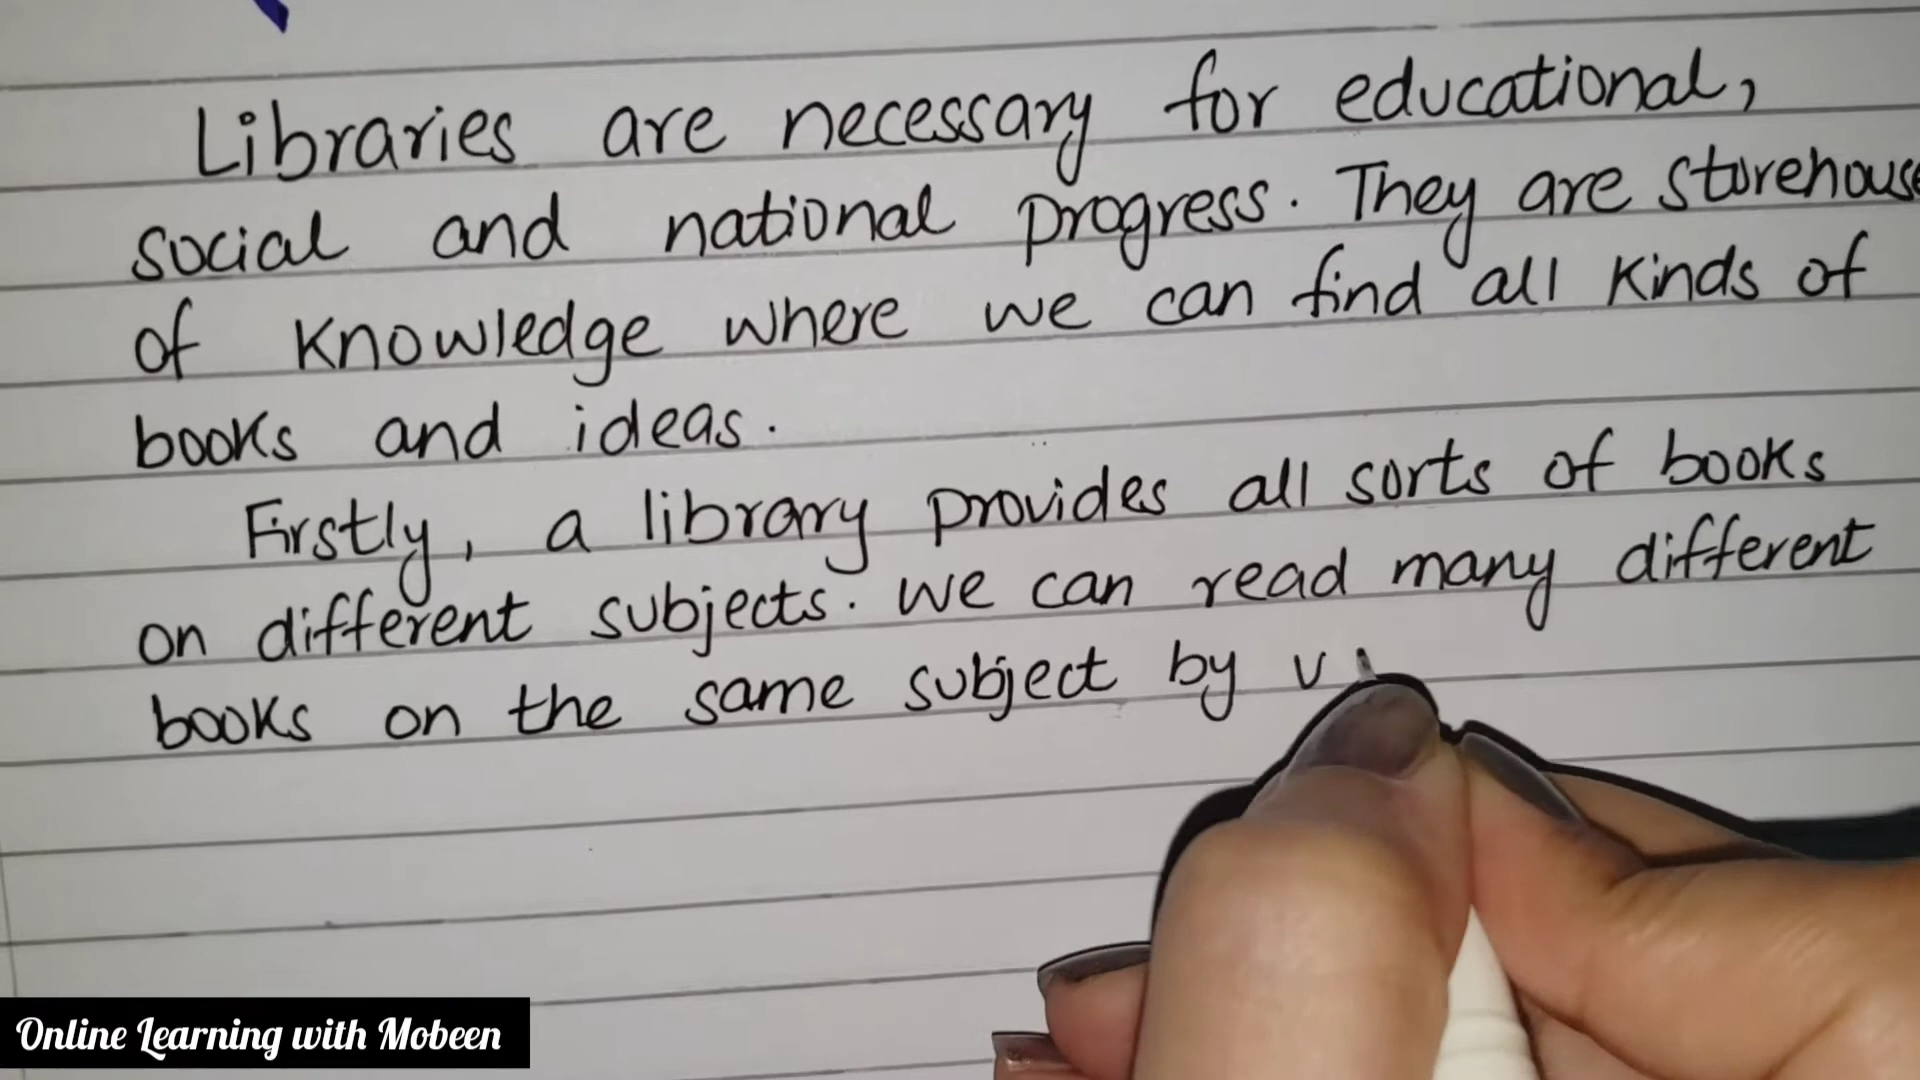 Libraries are necessary for educational,
social and national progress. They are storehouse
of knowledge where we can find all kinds of
books and ideas.
Firstly, a library provides all sorts of books
on different subjects. We can read many different
books on the same subject by
Online Learning with Mobeen